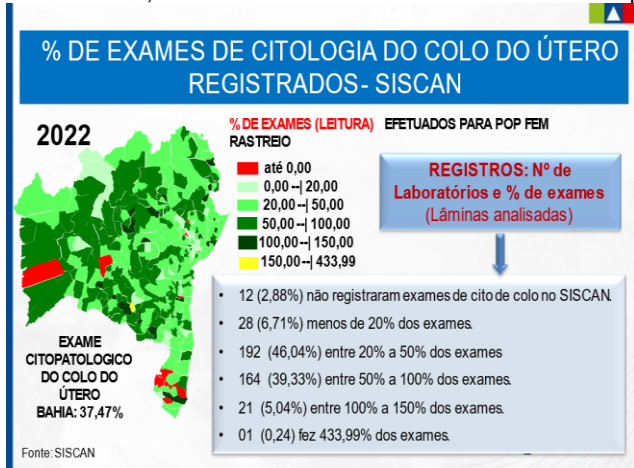 % DE EXAMES DE CITOLOGIA DO COLO DO ÚTERO
REGISTRADOS- SISCAN
2022
% DE EXAMES (LEITURA) EFETUADOS PARA POP FEM
RASTREIO
até 0,00
0,00 --| 20,00
20,00 --| 50,00
50,00 --| 100,00
100,00 --| 150,00
150,00 --| 433,99
REGISTROS: Nº de
Laboratórios e % de exames
(Lâminas analisadas)
• 12 (2,88%) não registraram exames de cito de colo no SISCAN.
• 28 (6,71%) menos de 20% dos exames.
• 192 (46,04%) entre 20% a 50% dos exames
• 164 (39,33%) entre 50% a 100% dos exames.
• 21 (5,04%) entre 100% a 150% dos exames.
• 01 (0,24) fez 433,99% dos exames.
EXAME
CITOPATOLOGICO
DO COLO DO
ÚTERO
BAHIA: 37,47%
Fonte: SISCAN